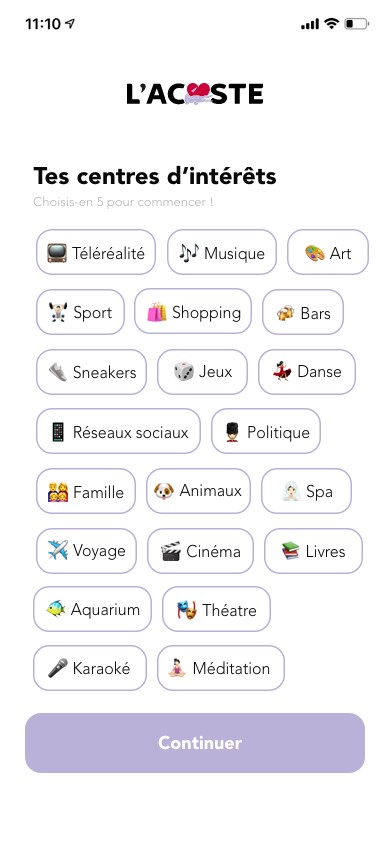 11:10
L'ACOSTE
Tes centres d'intérêts
Choisis-en 5 pour commencer !
Téléréalité Musique Art
Sport Shopping Bars
Sneakers Jeux Danse
Réseaux sociaux Politique
Famille Animaux Spa
Voyage Cinéma Livres
Aquarium Théatre
Karaoké Méditation
Continuer